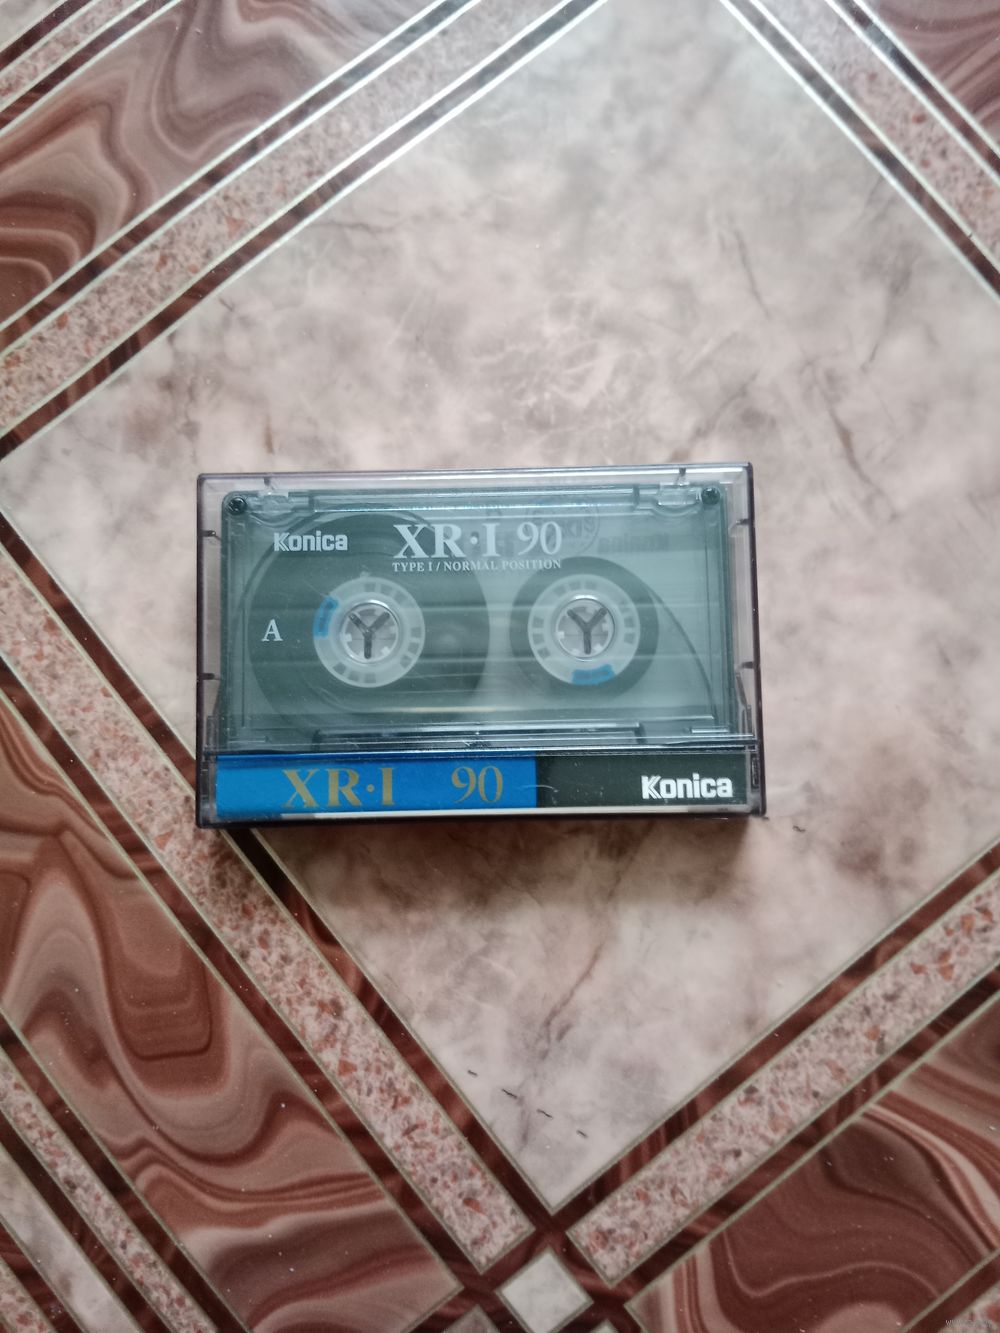 Konica
XR·I 90
TYPE I / NORMAL POSITION
A
XR·I 90
Konica